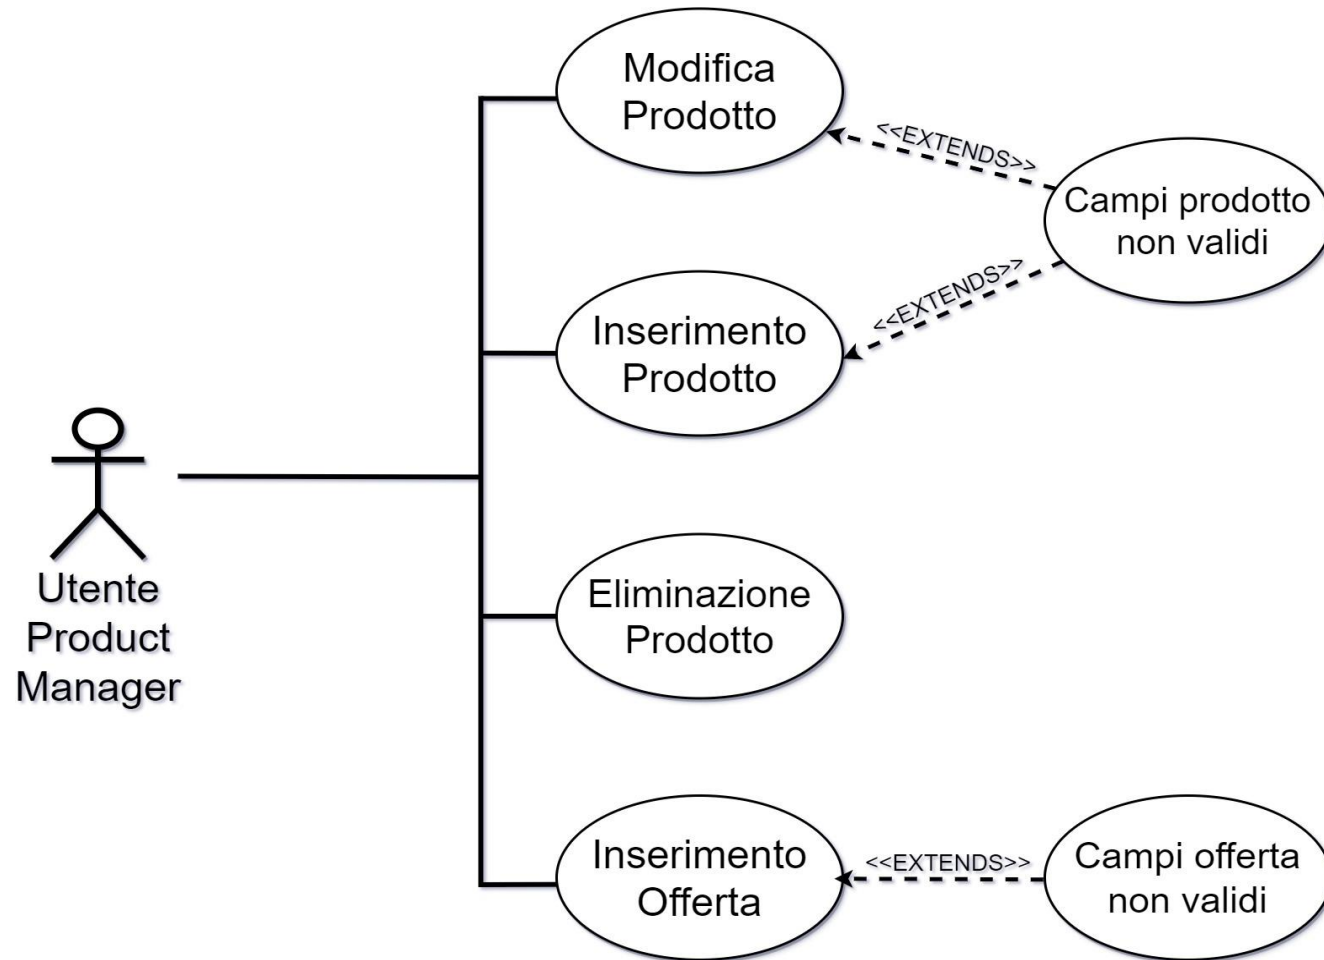 Modifica
Prodotto
<<EXTENDS>>
Campi prodotto
non validi
<<EXTENDS>>
Inserimento
Prodotto
Utente
Product
Manager
Eliminazione
Prodotto
Inserimento
Offerta
<<EXTENDS>>
Campi offerta
non validi